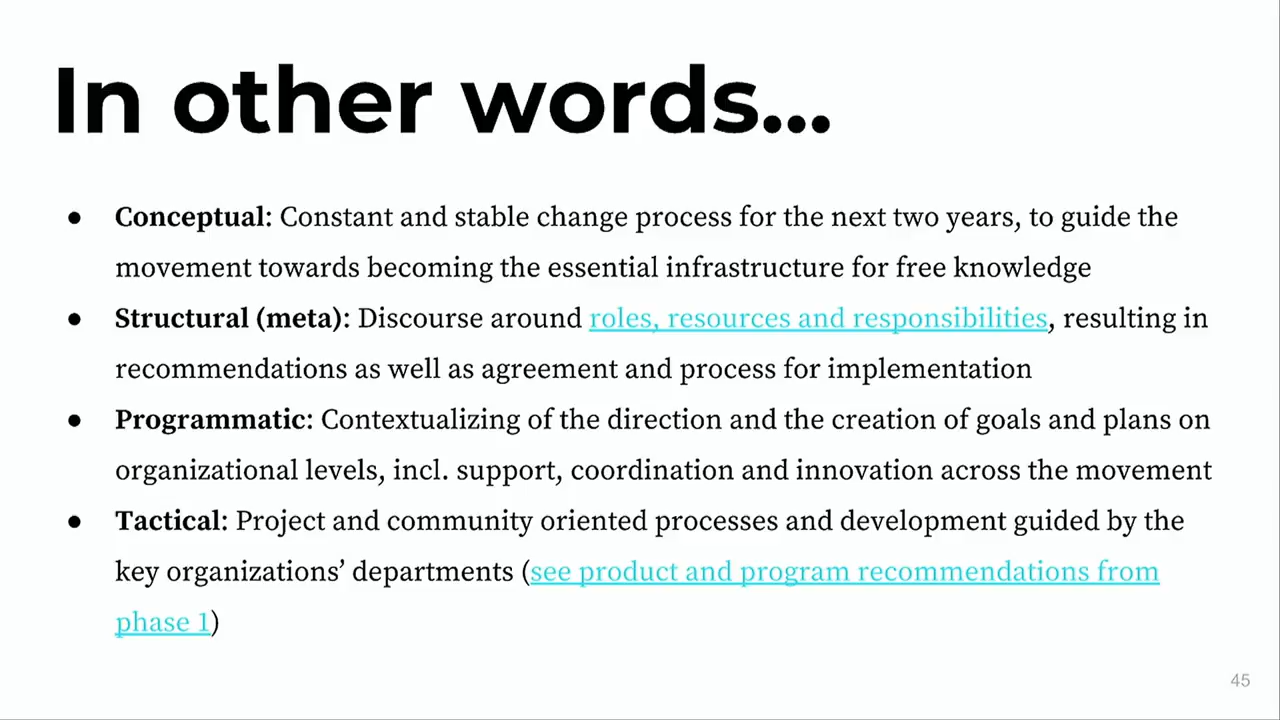 In other words...
● Conceptual: Constant and stable change process for the next two years, to guide the
movement towards becoming the essential infrastructure for free knowledge
● Structural (meta): Discourse around roles, resources and responsibilities, resulting in
recommendations as well as agreement and process for implementation
● Programmatic: Contextualizing of the direction and the creation of goals and plans on
organizational levels, incl. support, coordination and innovation across the movement
● Tactical: Project and community oriented processes and development guided by the
key organizations’ departments (see product and program recommendations from
phase 1)
45